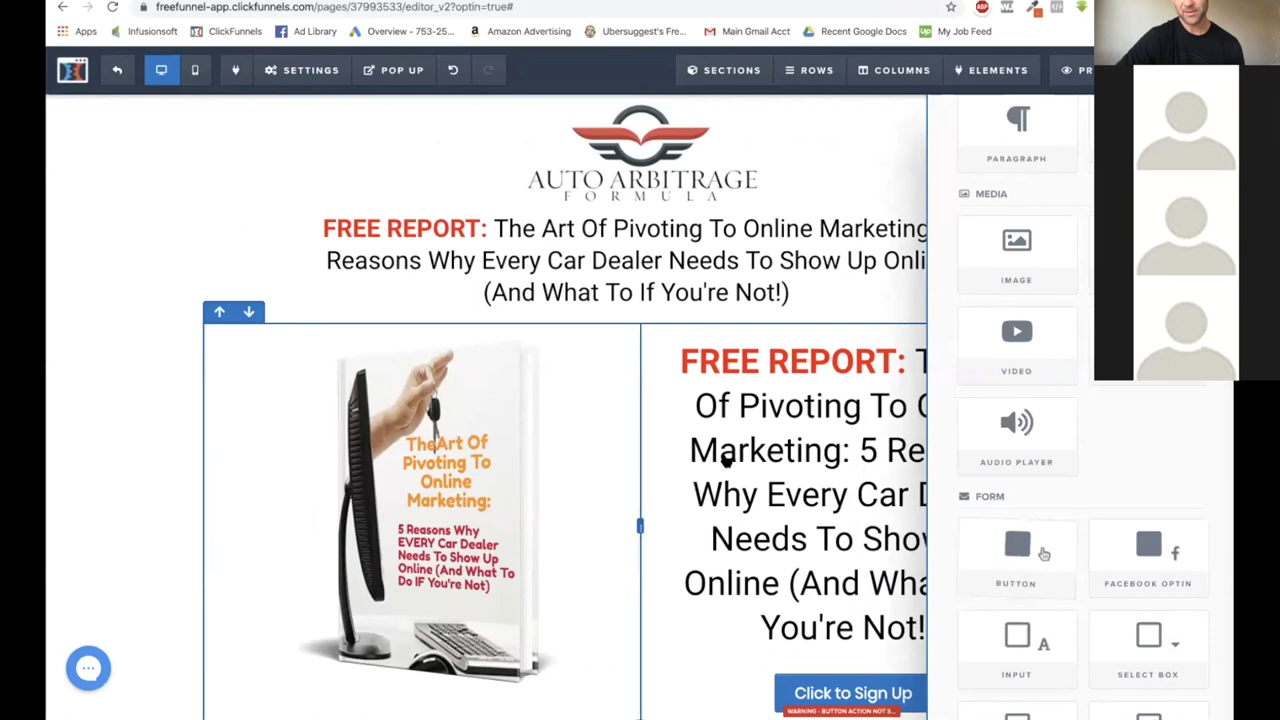 freefunnel-app.clickfunnels.com/pages/37993533/editor_v2?optin=true#
Apps
Infusionsoft
ClickFunnels
Ad Library
Overview - 753-25...
Amazon Advertising
Ubersuggest's Fre...
Main Gmail Acct
Recent Google Docs
My Job Feed
SETTINGS
POP UP
SECTIONS
ROWS
COLUMNS
ELEMENTS
PR
AUTO ARBITRAGE
FORMULA
FREE REPORT: The Art Of Pivoting To Online Marketing
Reasons Why Every Car Dealer Needs To Show Up Onli
(And What To If You're Not!)
TheArt Of
Pivoting To
Online
Marketing:
5 Reasons Why
EVERY Car Dealer
Needs To Show Up
Online (And What To
Do IF You're Not)
FREE REPORT: T
Of Pivoting To O
Marketing: 5 Re
Why Every Car D
Needs To Sho
Online (And Wha
You're Not!
Click to Sign Up
WARNING - BUTTON ACTION NOT S...
PARAGRAPH
MEDIA
IMAGE
VIDEO
AUDIO PLAYER
FORM
BUTTON
FACEBOOK OPTIN
INPUT
SELECT BOX